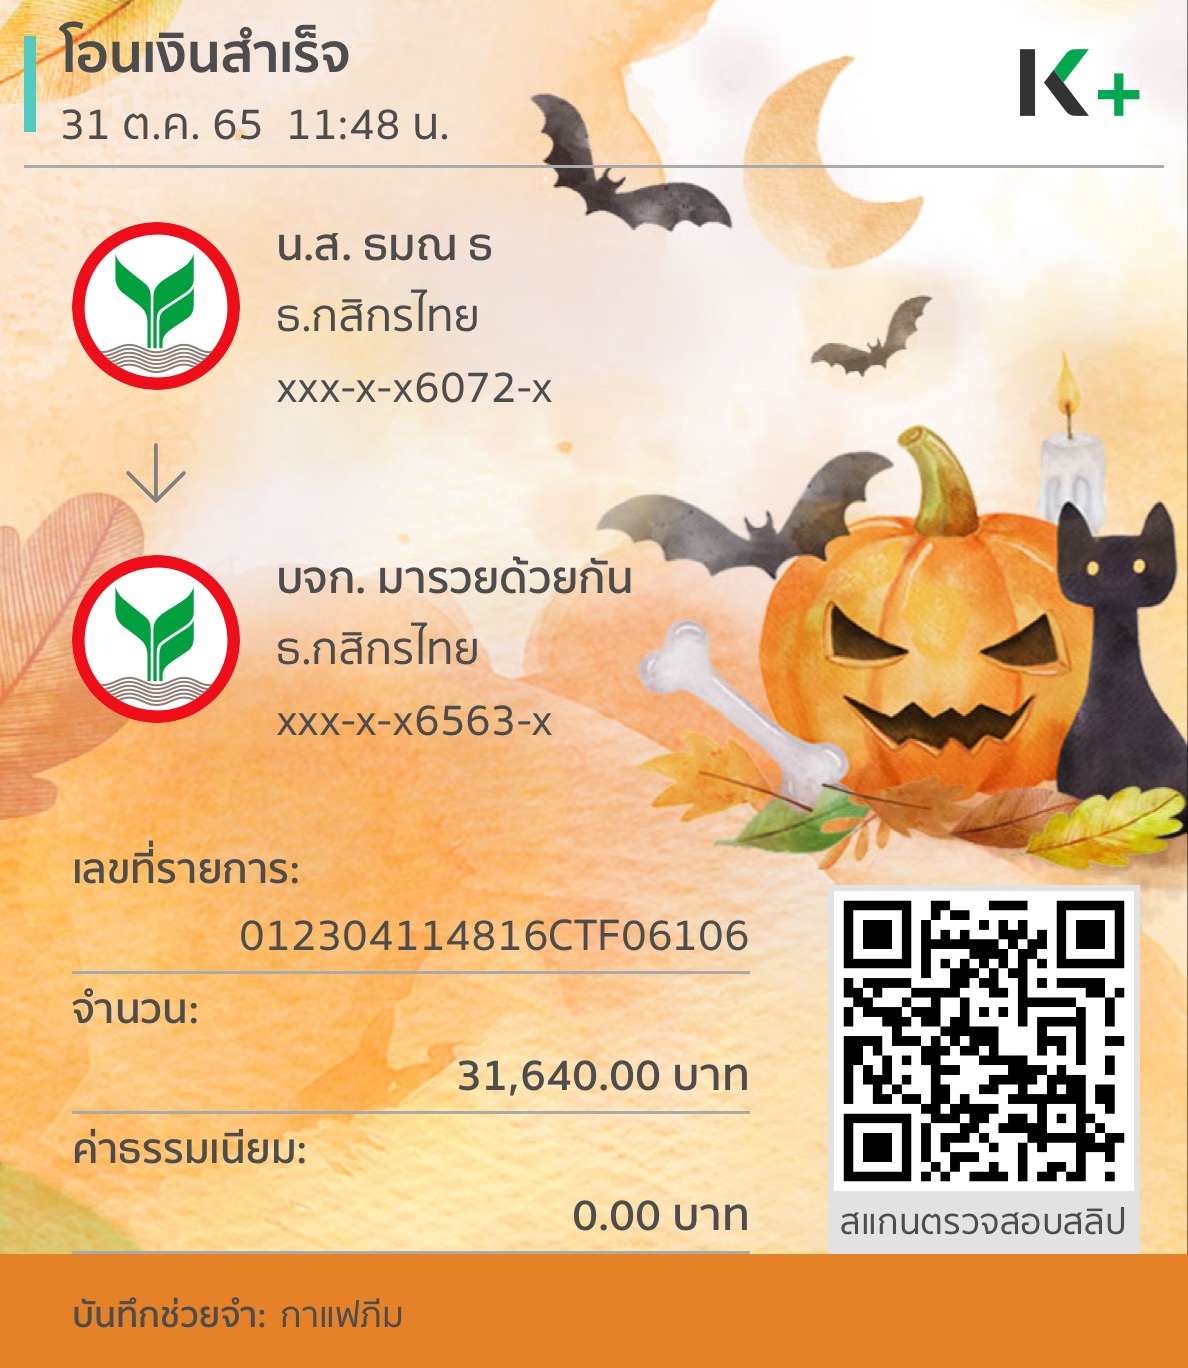 โอนเงินสำเร็จ
31 ต.ค. 65 11:48 น.
K+
น.ส. ธมณ ธ
ธ.กสิกรไทย
xxx-x-x6072-x
บจก. มารวยด้วยกัน
ธ.กสิกรไทย
xxx-x-x6563-x
เลขที่รายการ:
012304114816CTF06106
จำนวน:
31,640.00 บาท
ค่าธรรมเนียม:
0.00 บาท
สแกนตรวจสอบสลิป
บันทึกช่วยจำ: กาแฟภีม